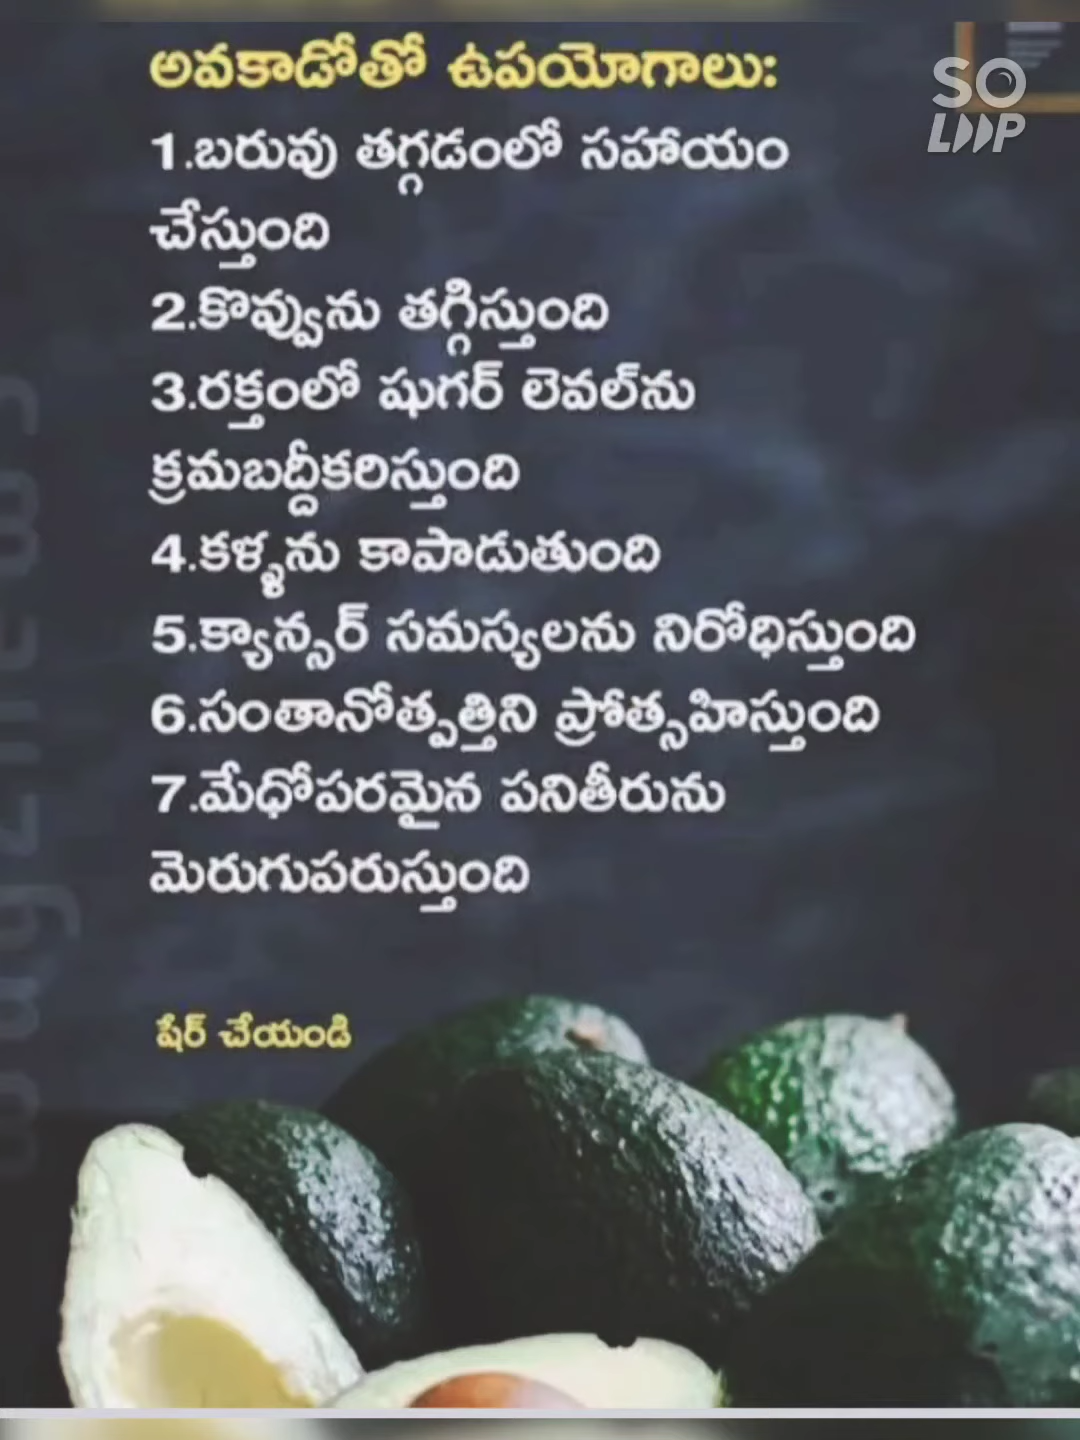 SO
LOOP
అవకాడోతో ఉపయోగాలు:
1.బరువు తగ్గడంలో సహాయం
చేస్తుంది
2.కొవ్వును తగ్గిస్తుంది
3.రక్తంలో షుగర్ లెవల్‌ను
క్రమబద్దీకరిస్తుంది
4.కళ్ళను కాపాడుతుంది
5.క్యాన్సర్ సమస్యలను నిరోధిస్తుంది
6.సంతానోత్పత్తిని ప్రోత్సహిస్తుంది
7.మేధోపరమైన పనితీరును
మెరుగుపరుస్తుంది
షేర్ చేయండి